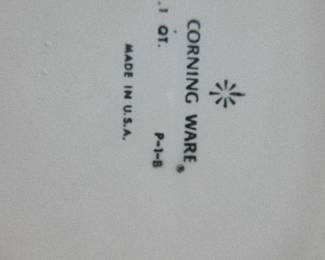 CORNING WARE®
1 QT. P-1-B
MADE IN U.S.A.